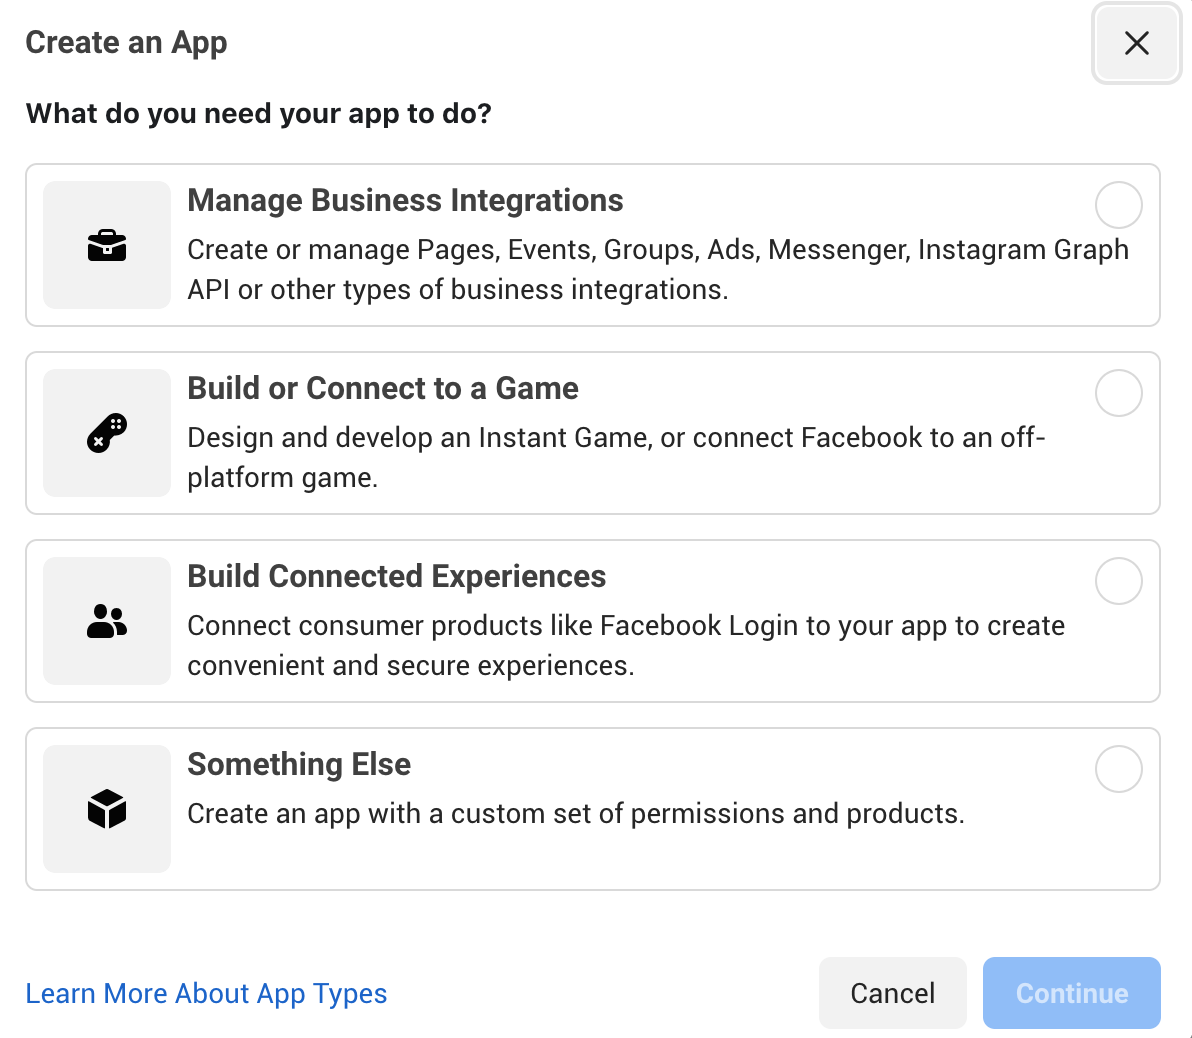 Create an App
What do you need your app to do?
Manage Business Integrations
Create or manage Pages, Events, Groups, Ads, Messenger, Instagram Graph
API or other types of business integrations.
Build or Connect to a Game
Design and develop an Instant Game, or connect Facebook to an off-
platform game.
Build Connected Experiences
Connect consumer products like Facebook Login to your app to create
convenient and secure experiences.
Something Else
Create an app with a custom set of permissions and products.
Learn More About App Types
Cancel
Continue